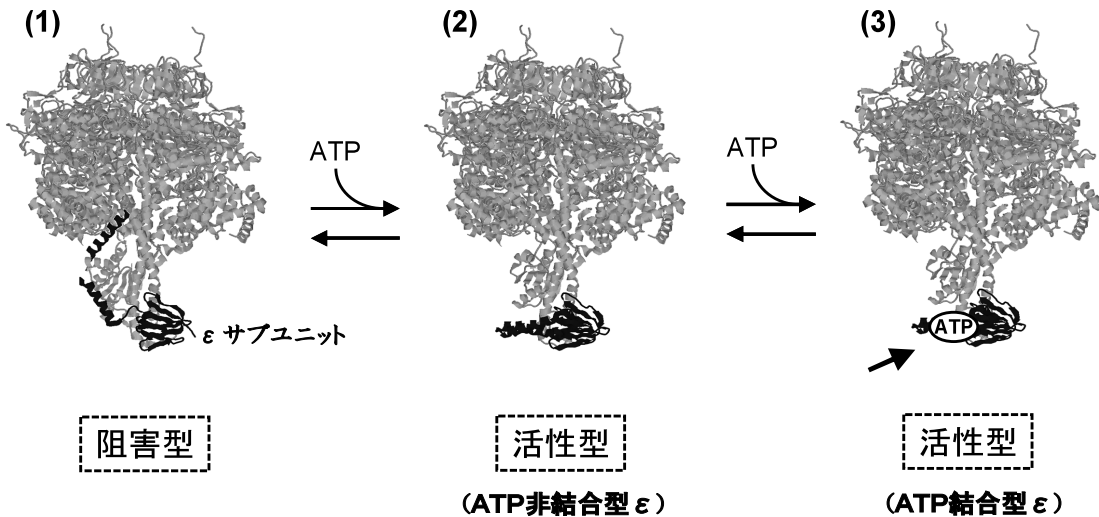 (1)
(2)
(3)
ATP
ATP
ε サブユニット
ATP
阻害型
活性型
活性型
（ATP非結合型 ε）
（ATP結合型 ε）